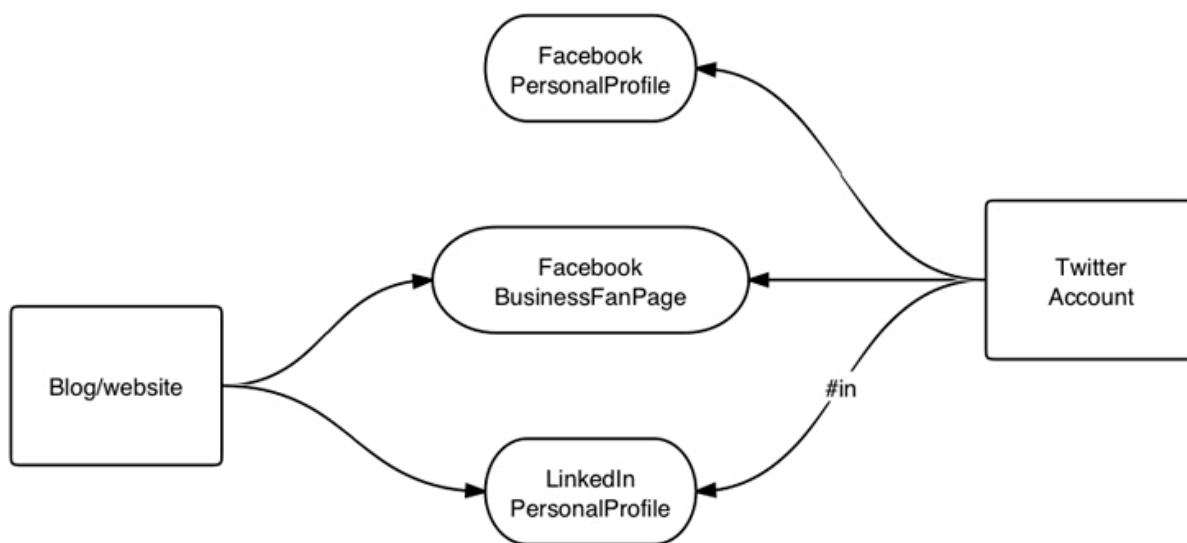 Facebook
PersonalProfile
Facebook
BusinessFanPage
Twitter
Account
Blog/website
#in
LinkedIn
PersonalProfile